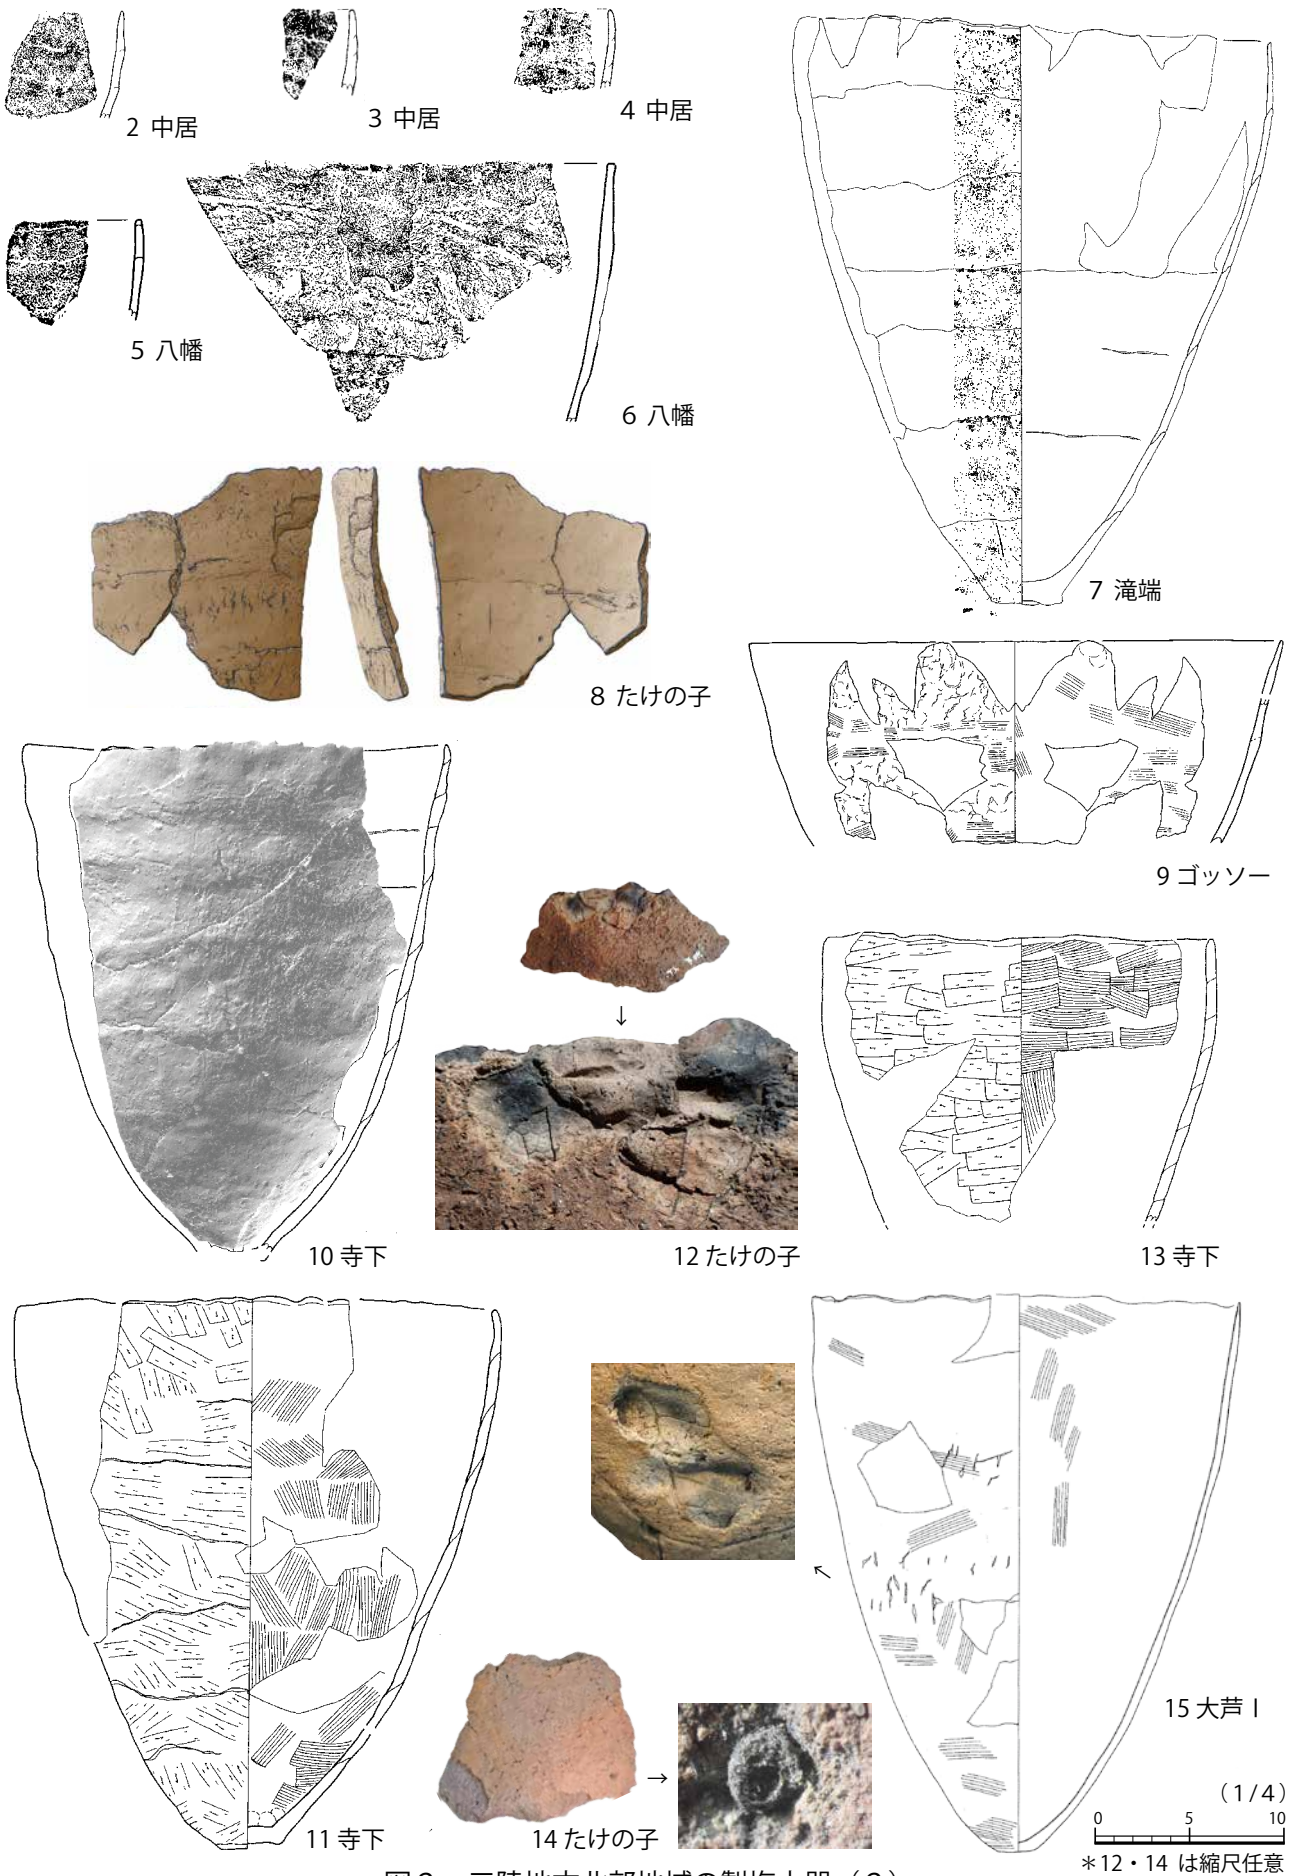 2 中居
3 中居
4 中居
5 八幡
6 八幡
7 滝端
8 たけの子
9 ゴッソー
10 寺下
12 たけの子
13 寺下
11 寺下
14 たけの子
15 大芦 I
(1/4)
0 5 10
＊12・14 は縮尺任意